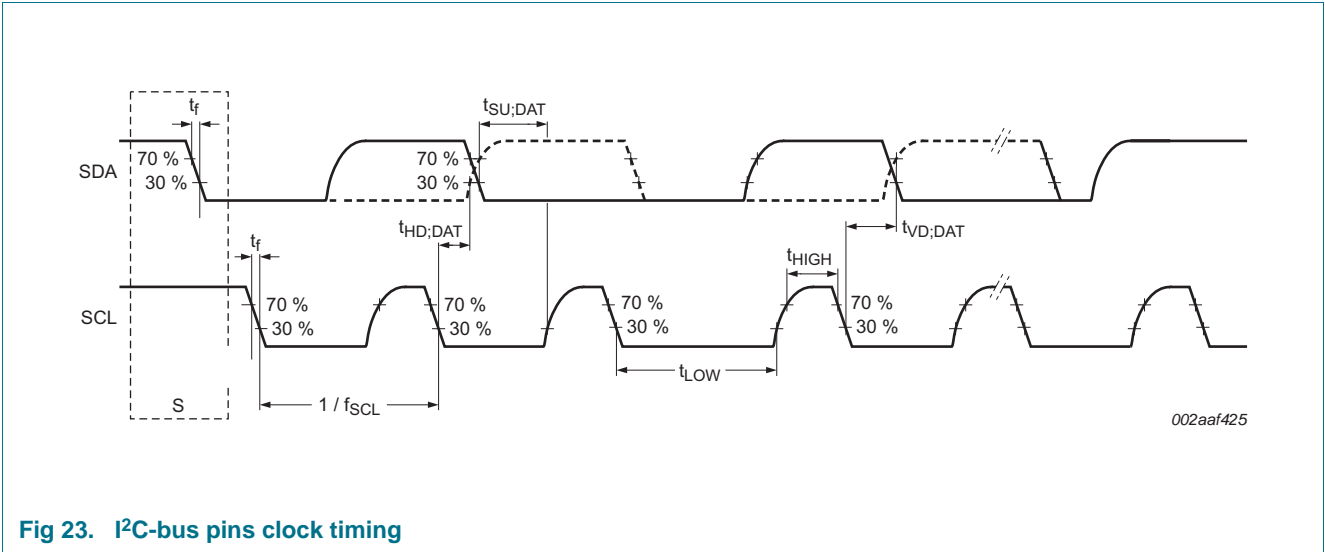 tf
tSU;DAT
70 %
30 %
70 %
30 %
SDA
tHD;DAT
tVD;DAT
tf
tHIGH
70 %
30 %
70 %
30 %
70 %
30 %
70 %
30 %
SCL
tLOW
S
1 / fSCL
002aaf425
Fig 23. I2C-bus pins clock timing